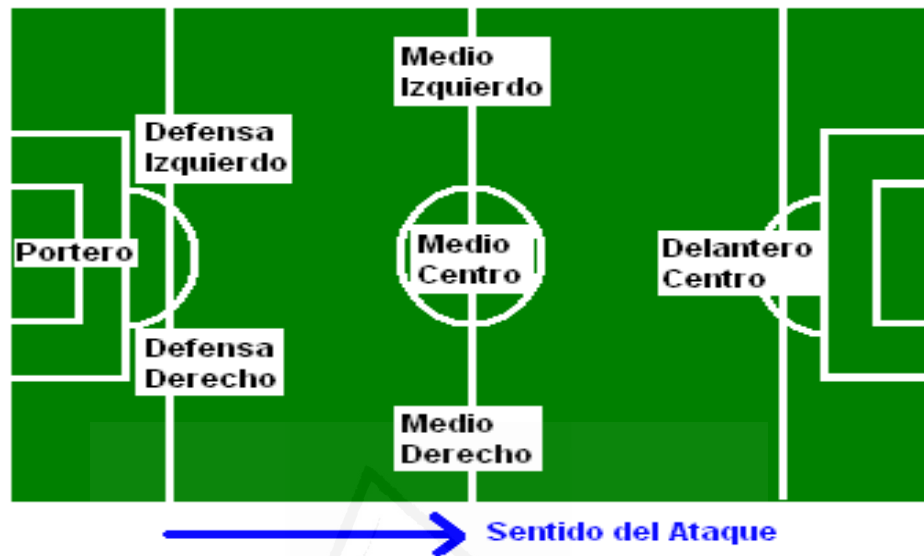 Medio
Izquierdo
Defensa
Izquierdo
Portero
Medio
Centro
Delantero
Centro
Defensa
Derecho
Medio
Derecho
Sentido del Ataque